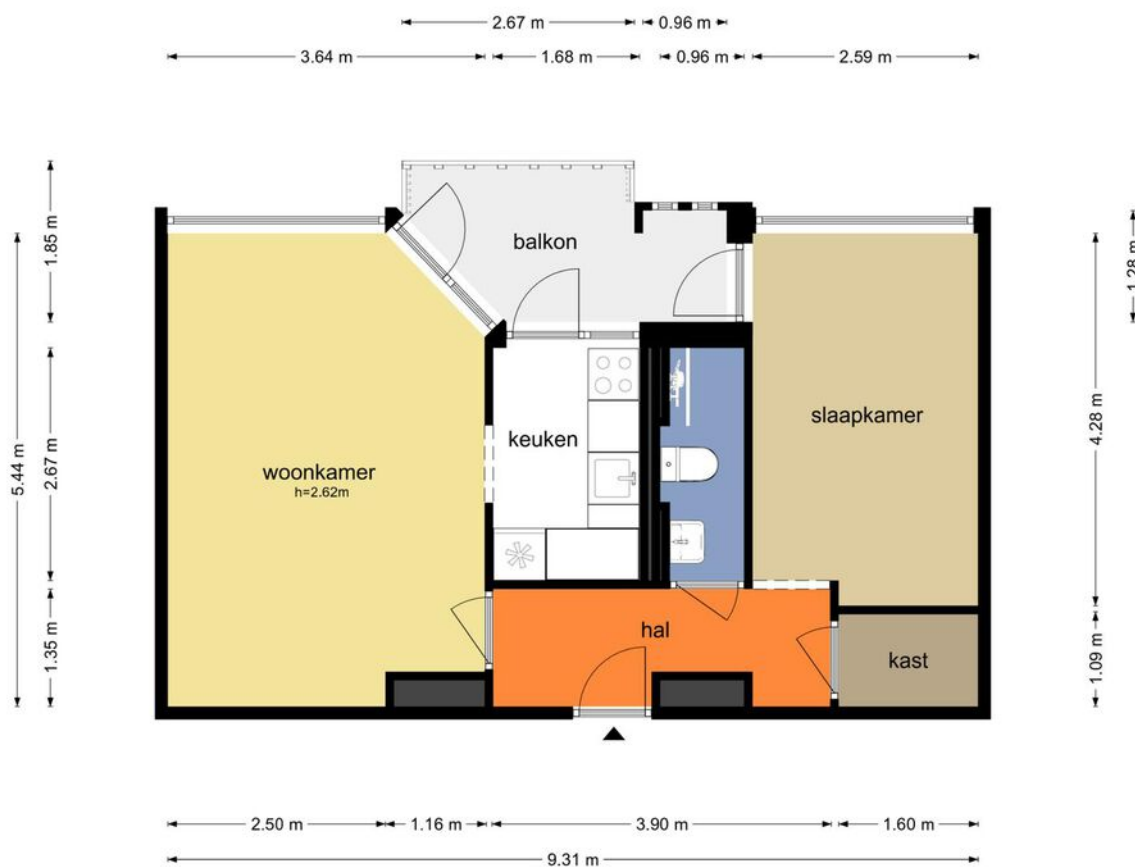 2.67 m 0.96 m
3.64 m 1.68 m 0.96 m 2.59 m
1.85 m
balkon
1.28 m
slaapkamer
keuken
woonkamer
h=2.62m
5.44 m
2.67 m
4.28 m
hal
kast
1.35 m
1.09 m
2.50 m 1.16 m 3.90 m 1.60 m
9.31 m